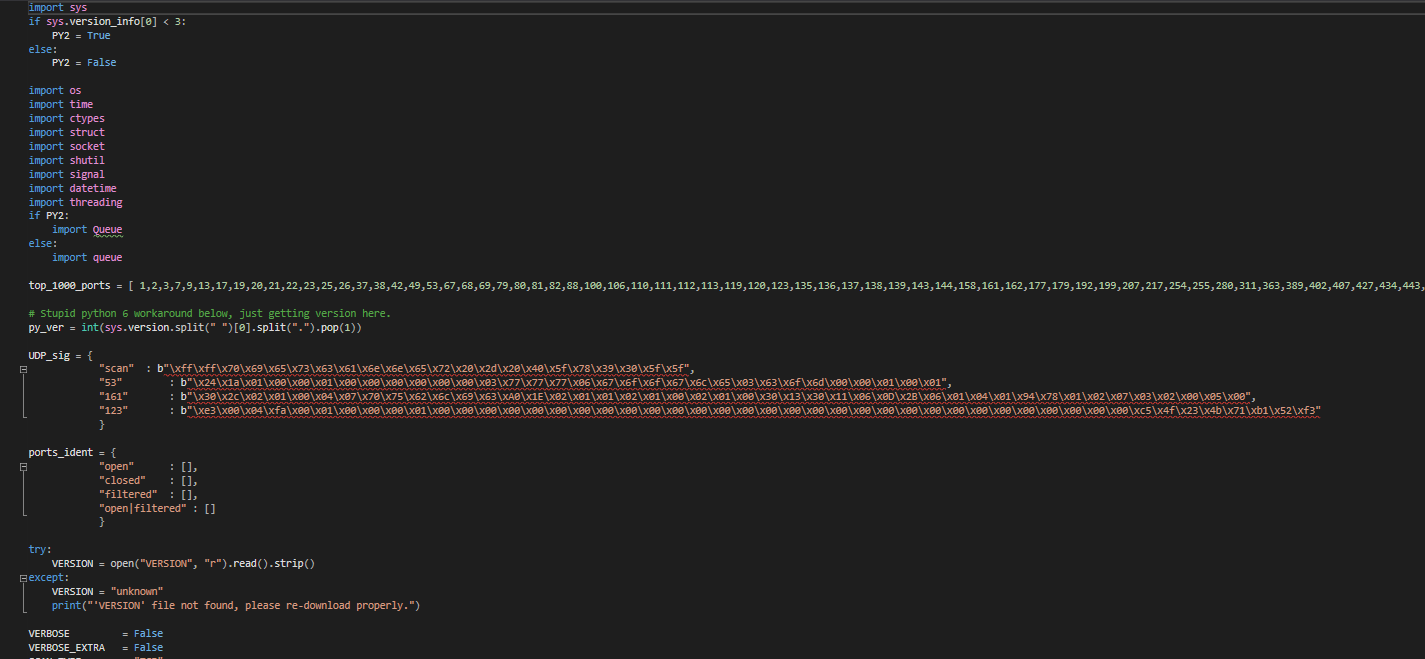 import sys
if sys.version_info[0] < 3:
    PY2 = True
else:
    PY2 = False

import os
import time
import ctypes
import struct
import socket
import shutil
import signal
import datetime
import threading
if PY2:
    import Queue
else:
    import queue

top_1000_ports = [ 1,2,3,7,9,13,17,19,20,21,22,23,25,26,37,38,42,49,53,67,68,69,79,80,81,82,88,100,106,110,111,112,113,119,120,123,135,136,137,138,139,143,144,158,161,162,177,179,192,199,207,217,254,255,280,311,363,389,402,407,427,434,443,

# Stupid python 6 workaround below, just getting version here.
py_ver = int(sys.version.split(" ")[0].split(".").pop(1))

UDP_sig = {
            "scan"  : b"\xff\xff\x70\x69\x65\x73\x63\x61\x6e\x6e\x65\x72\x20\x2d\x20\x40\x5f\x78\x39\x30\x5f\x5f",
            "53"        : b"\x24\x1a\x01\x00\x00\x01\x00\x00\x00\x00\x00\x00\x03\x77\x77\x77\x06\x67\x6f\x6f\x67\x6c\x65\x03\x63\x6f\x6d\x00\x00\x01\x00\x01",
            "161"       : b"\x30\x2c\x02\x01\x00\x04\x07\x70\x75\x62\x6c\x69\x63\xA0\x1E\x02\x01\x01\x02\x01\x00\x02\x01\x00\x30\x13\x30\x11\x06\x0D\x2B\x06\x01\x04\x01\x94\x78\x01\x02\x07\x03\x02\x00\x05\x00",
            "123"       : b"\xe3\x00\x04\xfa\x00\x01\x00\x00\x00\x01\x00\x00\x00\x00\x00\x00\x00\x00\x00\x00\x00\x00\x00\x00\x00\x00\x00\x00\x00\x00\x00\x00\x00\x00\x00\x00\x00\x00\x00\x00\xc5\x4f\x23\x4b\x71\xb1\x52\xf3"
            }

ports_ident = {
            "open"      : [],
            "closed"    : [],
            "filtered"  : [],
            "open|filtered" : []
            }

try:
    VERSION = open("VERSION", "r").read().strip()
except:
    VERSION = "unknown"
    print("'VERSION' file not found, please re-download properly.")

VERBOSE         = False
VERBOSE_EXTRA   = False